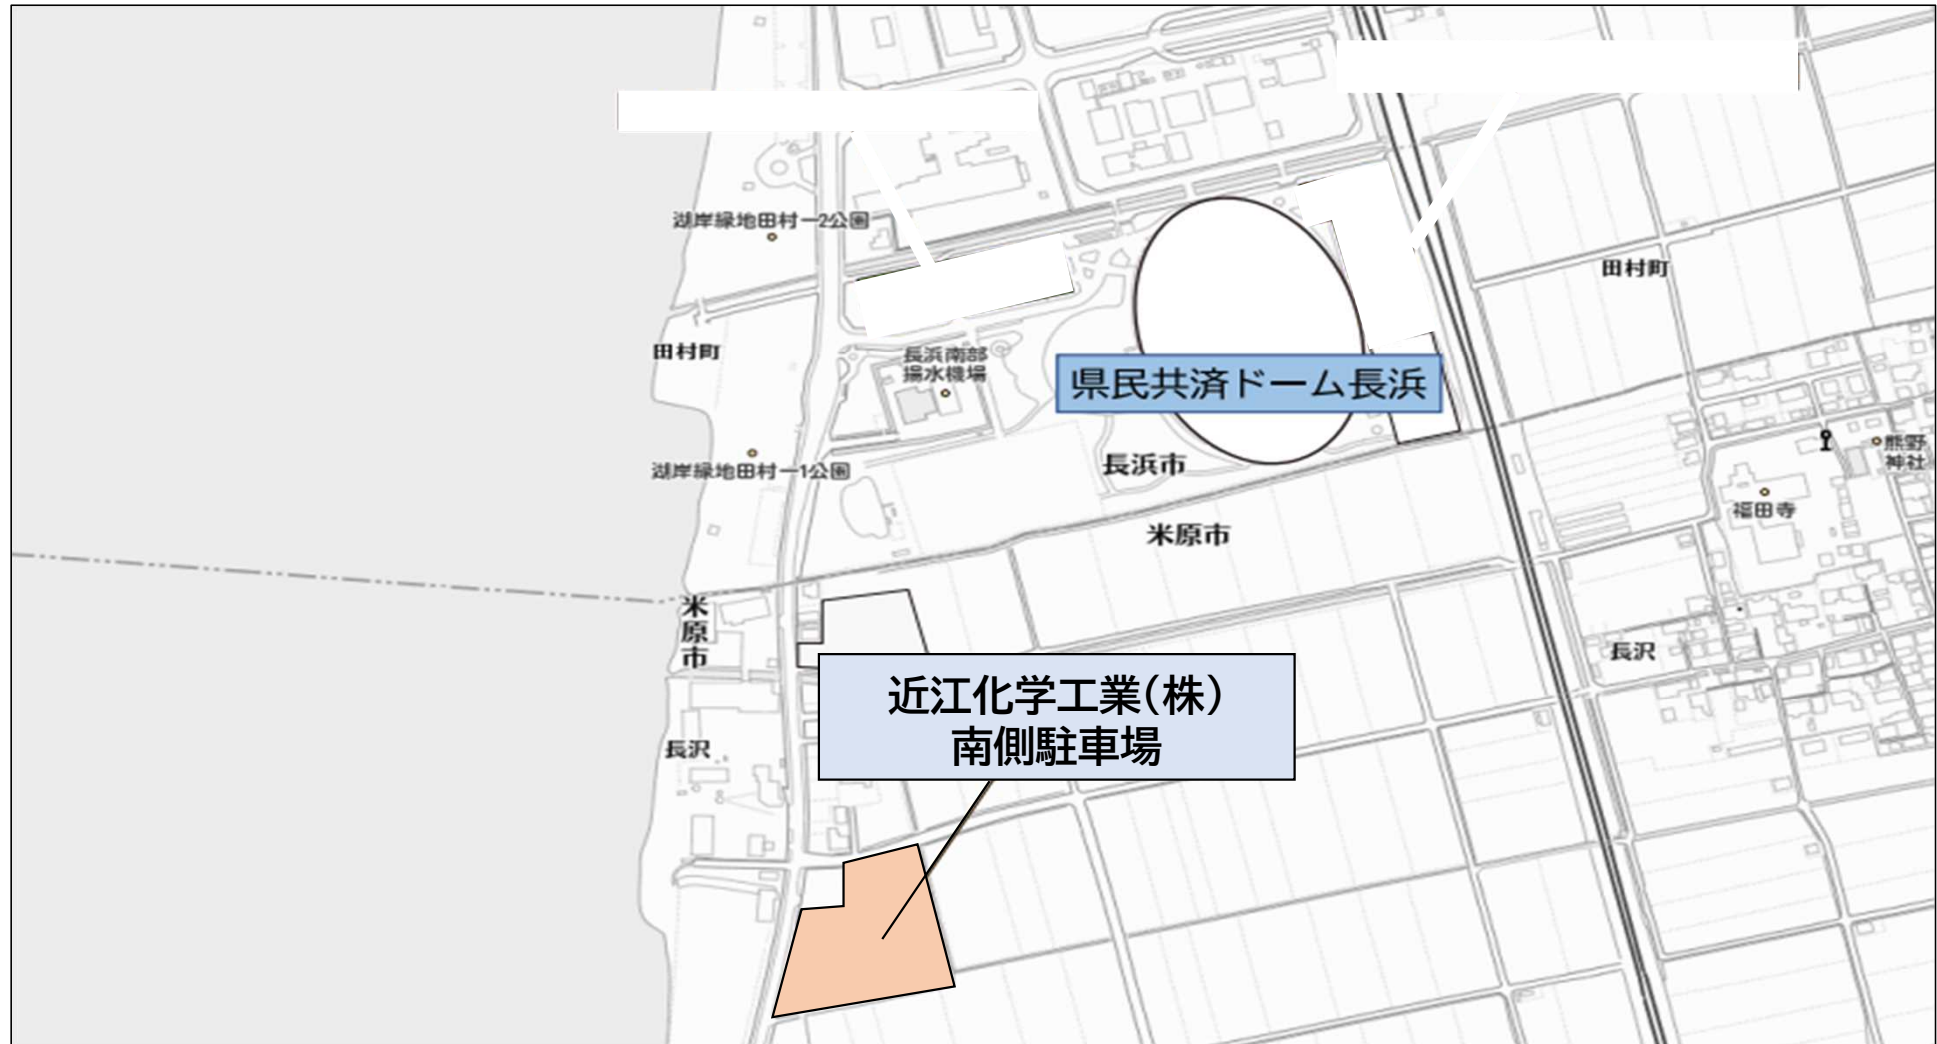 湖岸緑地田村-2公園
田村町
田村町
長浜南部
揚水機場
県民共済ドーム長浜
湖岸緑地田村-1公園
長浜市
熊野
神社
福田寺
米原市
米原市
長沢
近江化学工業(株)
南側駐車場
長沢